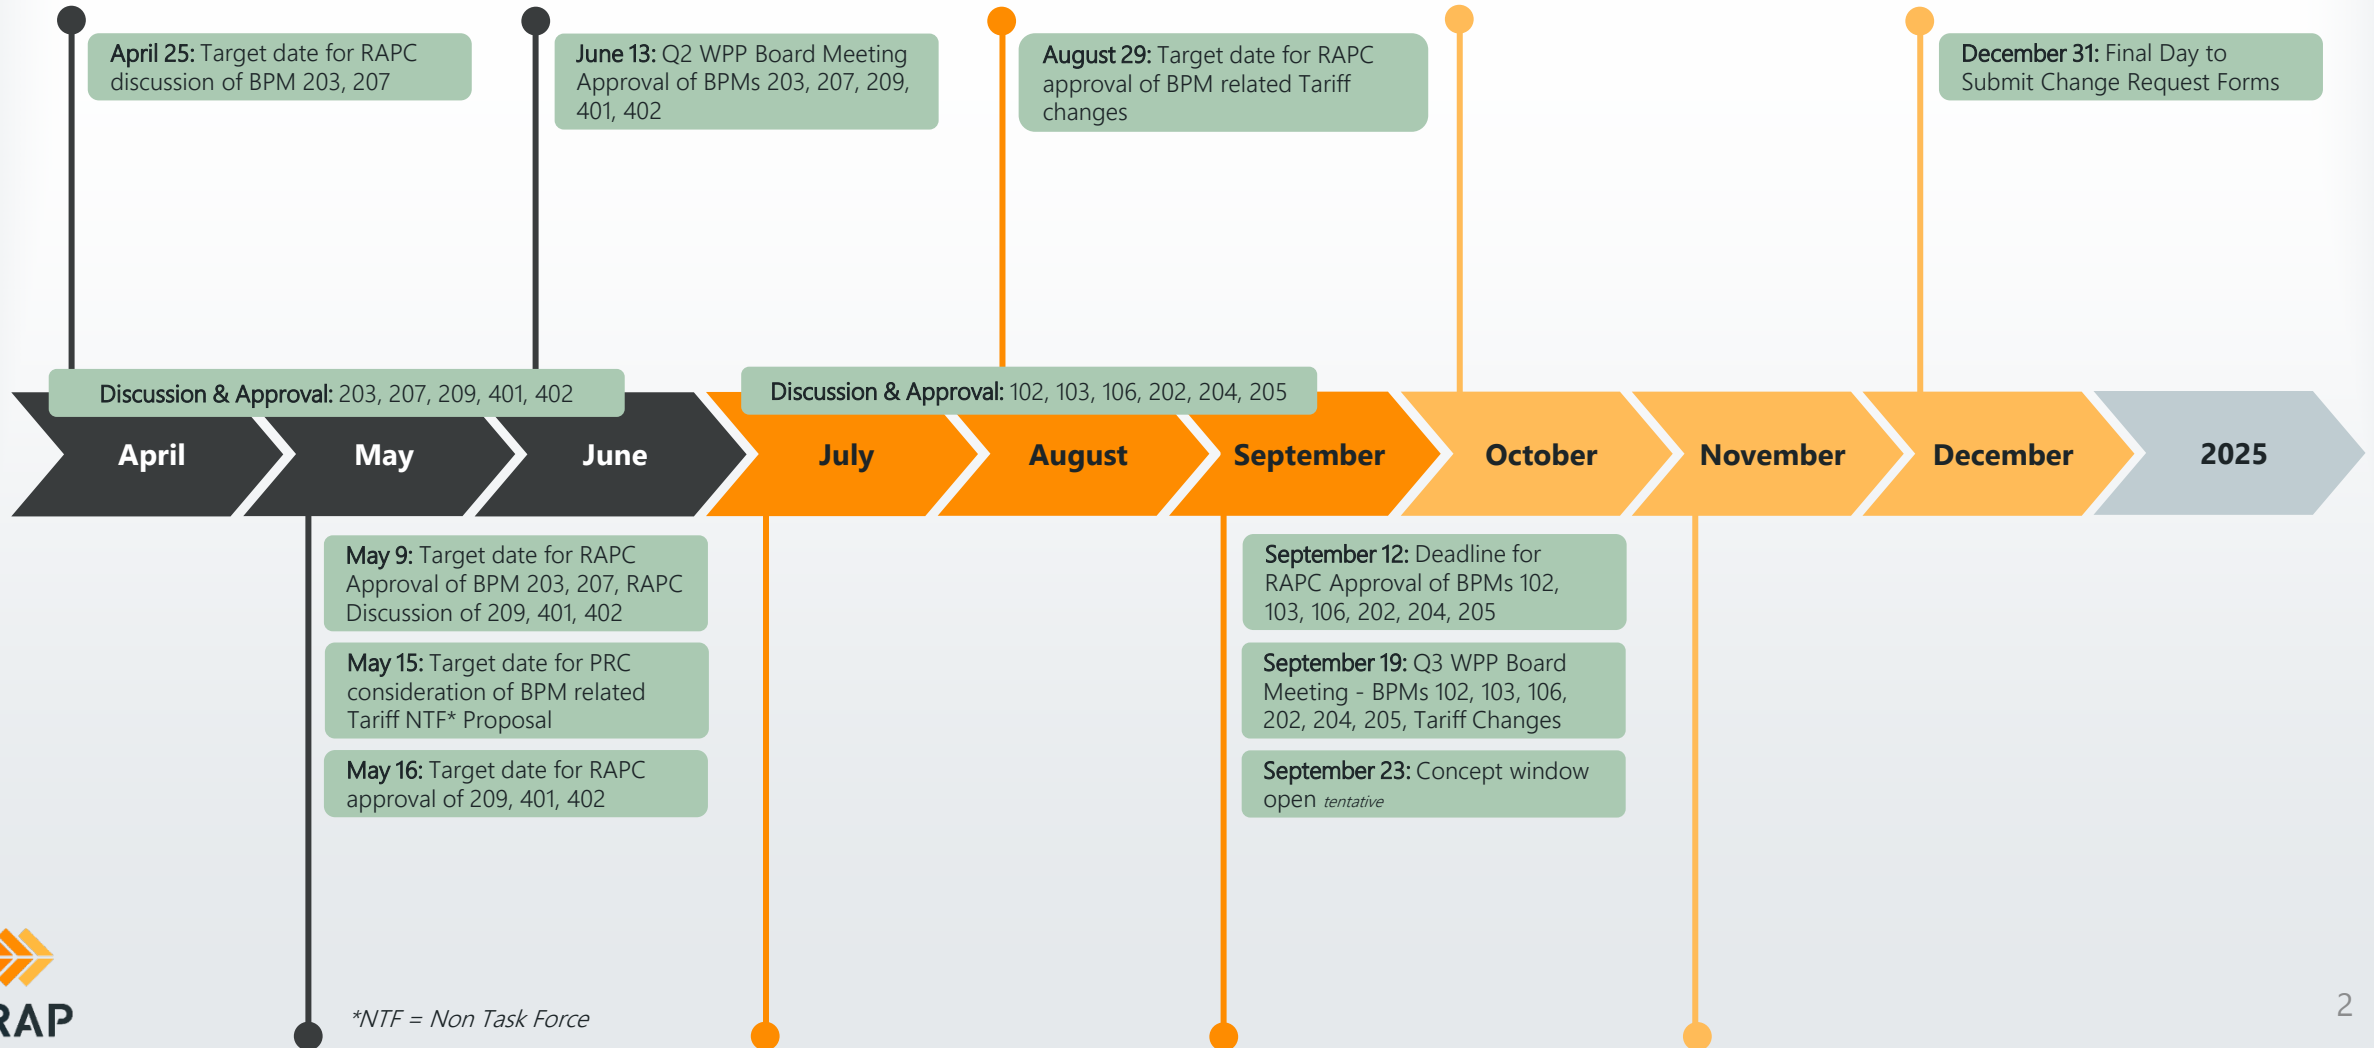 April 25: Target date for RAPC
discussion of BPM 203, 207
June 13: Q2 WPP Board Meeting
Approval of BPMs 203, 207, 209,
401, 402
August 29: Target date for RAPC
approval of BPM related Tariff
changes
December 31: Final Day to
Submit Change Request Forms
Discussion & Approval: 203, 207, 209, 401, 402
Discussion & Approval: 102, 103, 106, 202, 204, 205
April
May
June
July
August
September
October
November
December
2025
May 9: Target date for RAPC
Approval of BPM 203, 207, RAPC
Discussion of 209, 401, 402
May 15: Target date for PRC
consideration of BPM related
Tariff NTF* Proposal
May 16: Target date for RAPC
approval of 209, 401, 402
September 12: Deadline for
RAPC Approval of BPMs 102,
103, 106, 202, 204, 205
September 19: Q3 WPP Board
Meeting - BPMs 102, 103, 106,
202, 204, 205, Tariff Changes
September 23: Concept window
open tentative
RAP
*NTF = Non Task Force
2